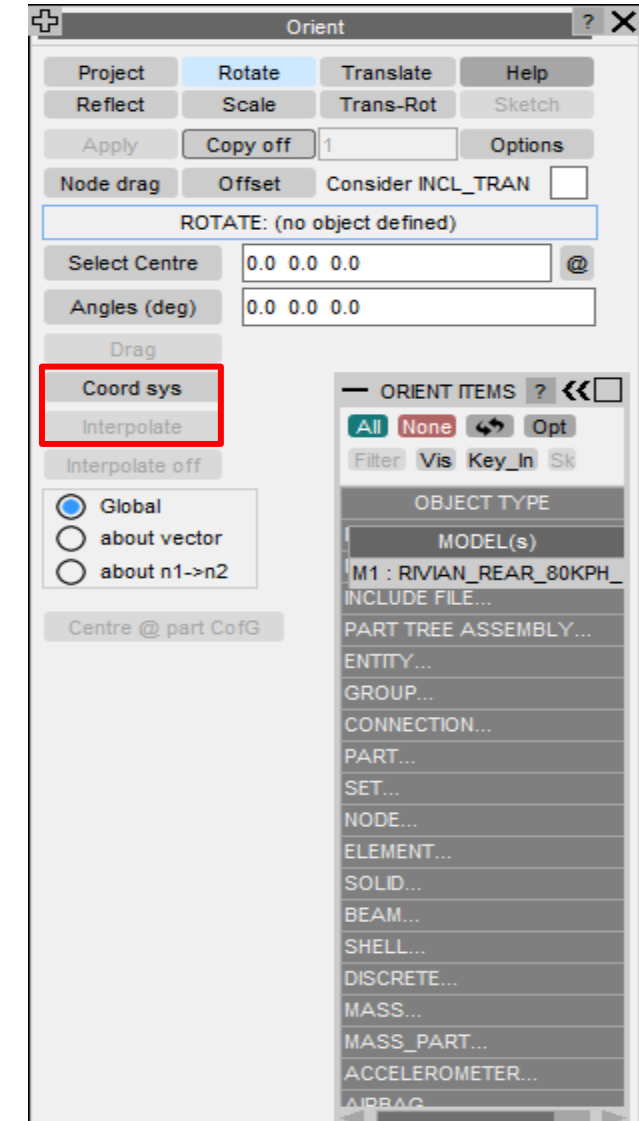 Orient ?
Project Rotate Translate Help
Reflect Scale Trans-Rot Sketch
Apply Copy off 1 Options
Node drag Offset Consider INCL_TRAN
ROTATE: (no object defined)
Select Centre 0.0 0.0 0.0 @
Angles (deg) 0.0 0.0 0.0
Drag
Coord sys
Interpolate
Interpolate off
Global
about vector
about n1->n2
Centre @ part CofG
ORIENT ITEMS ?
All None Opt
Filter Vis Key_In Sk
OBJECT TYPE
MODEL(s)
M1 : RIVIAN_REAR_80KPH_
INCLUDE FILE...
PART TREE ASSEMBLY...
ENTITY...
GROUP...
CONNECTION...
PART...
SET...
NODE...
ELEMENT...
SOLID...
BEAM...
SHELL...
DISCRETE...
MASS...
MASS_PART...
ACCELEROMETER...
AIRBAG